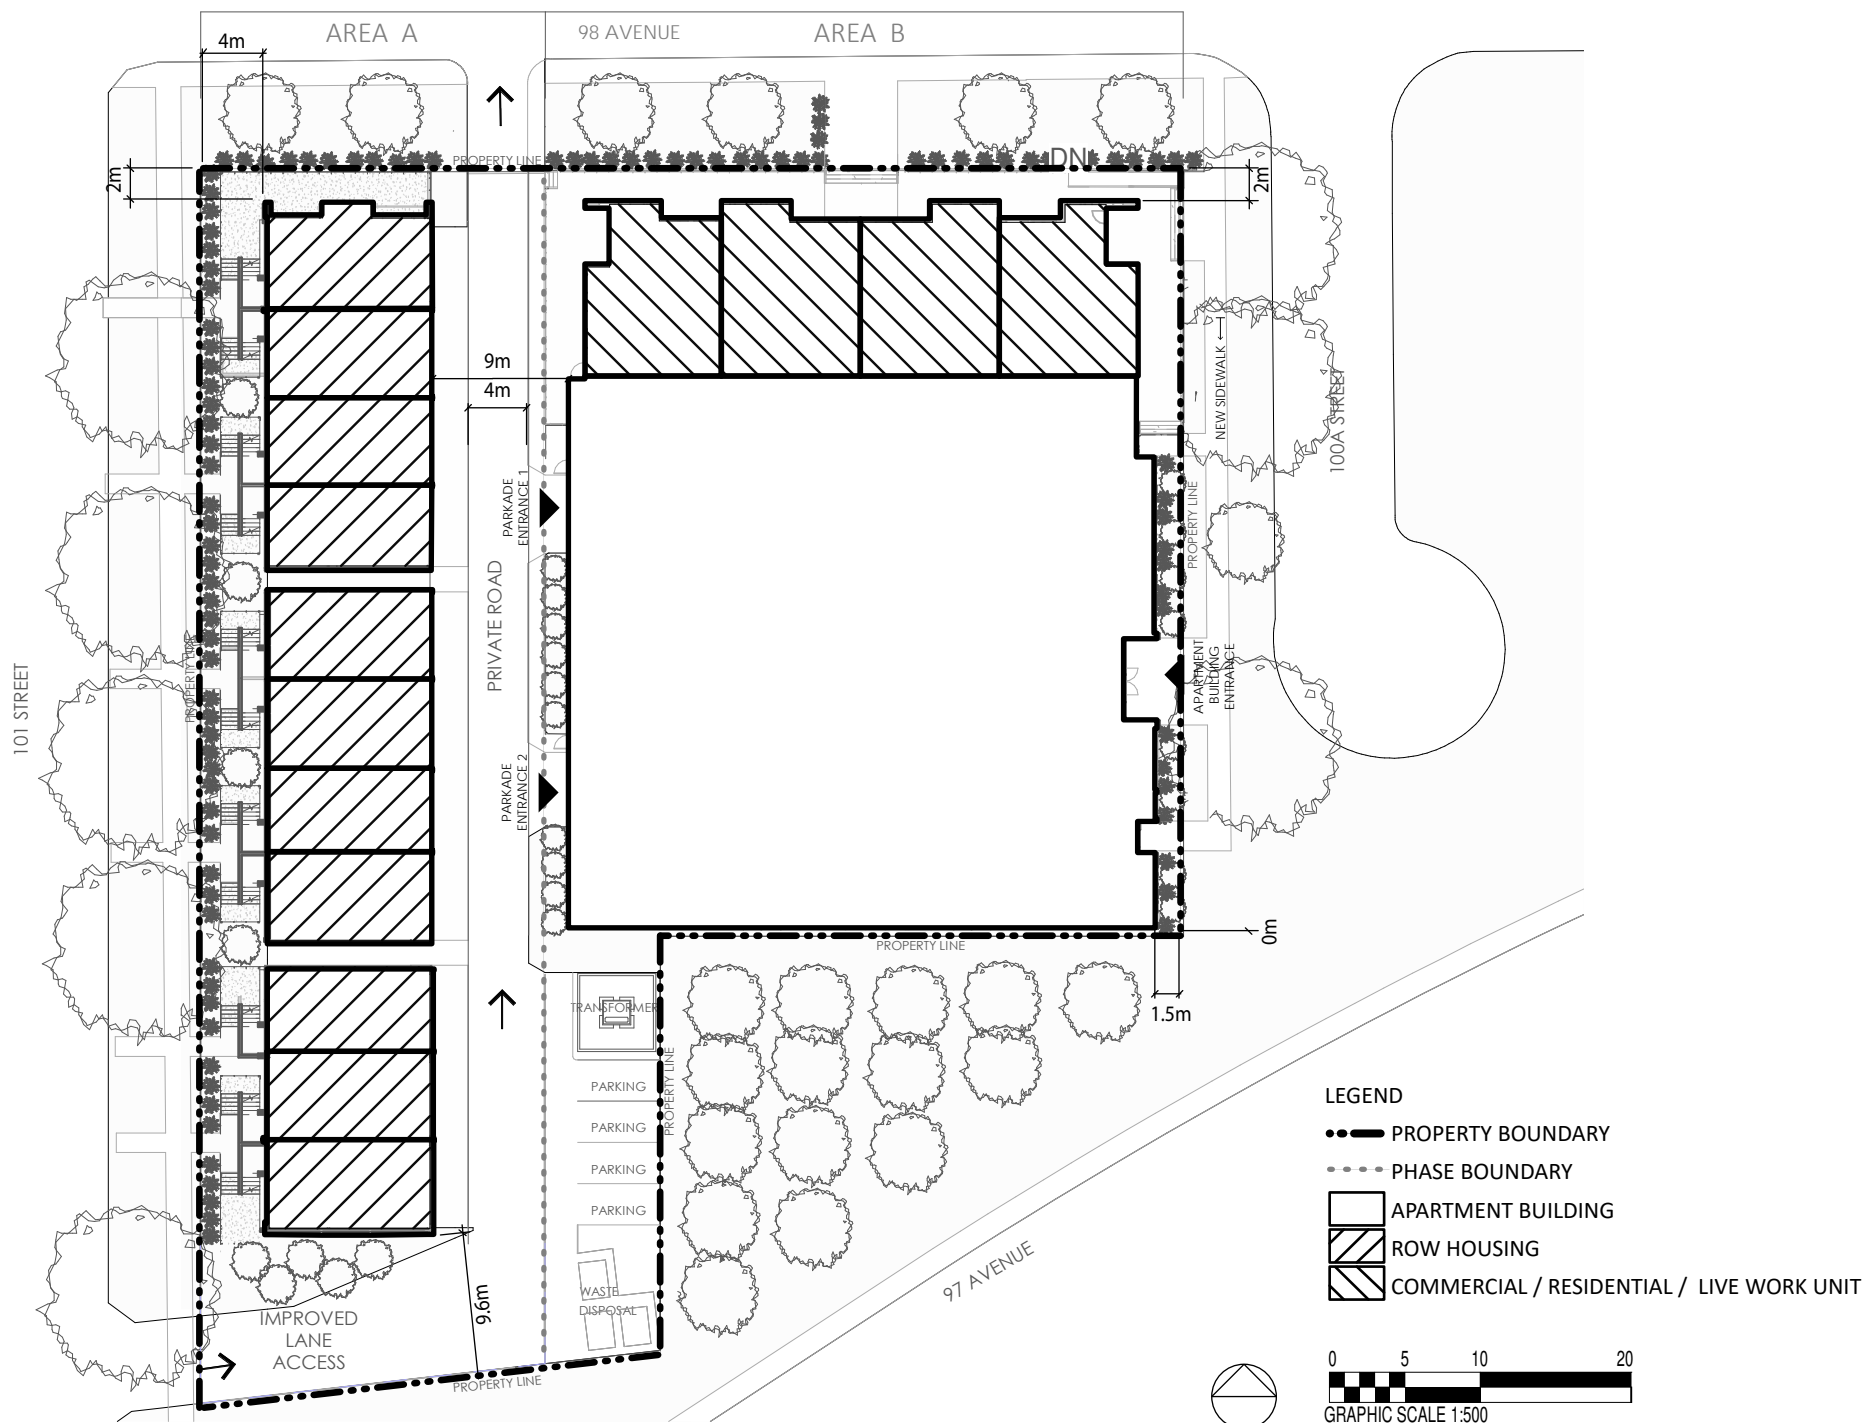 AREA A
98 AVENUE
AREA B
4m
PROPERTY LINE
DN
2m
2m
9m
4m
NEW SIDEWALK
100A STREET
PARKADE
ENTRANCE 1
PROPERTY LINE
PRIVATE ROAD
101 STREET
PROPERTY LINE
APARTMENT
BUILDING
ENTRANCE
PARKADE
ENTRANCE 2
0m
PROPERTY LINE
TRANSFORMER
1.5m
PROPERTY LINE
PARKING
PARKING
PARKING
PARKING
97 AVENUE
WASTE
DISPOSAL
9.6m
IMPROVED
LANE
ACCESS
PROPERTY LINE
LEGEND
PROPERTY BOUNDARY
PHASE BOUNDARY
APARTMENT BUILDING
ROW HOUSING
COMMERCIAL / RESIDENTIAL / LIVE WORK UNIT
0 5 10 20
GRAPHIC SCALE 1:500